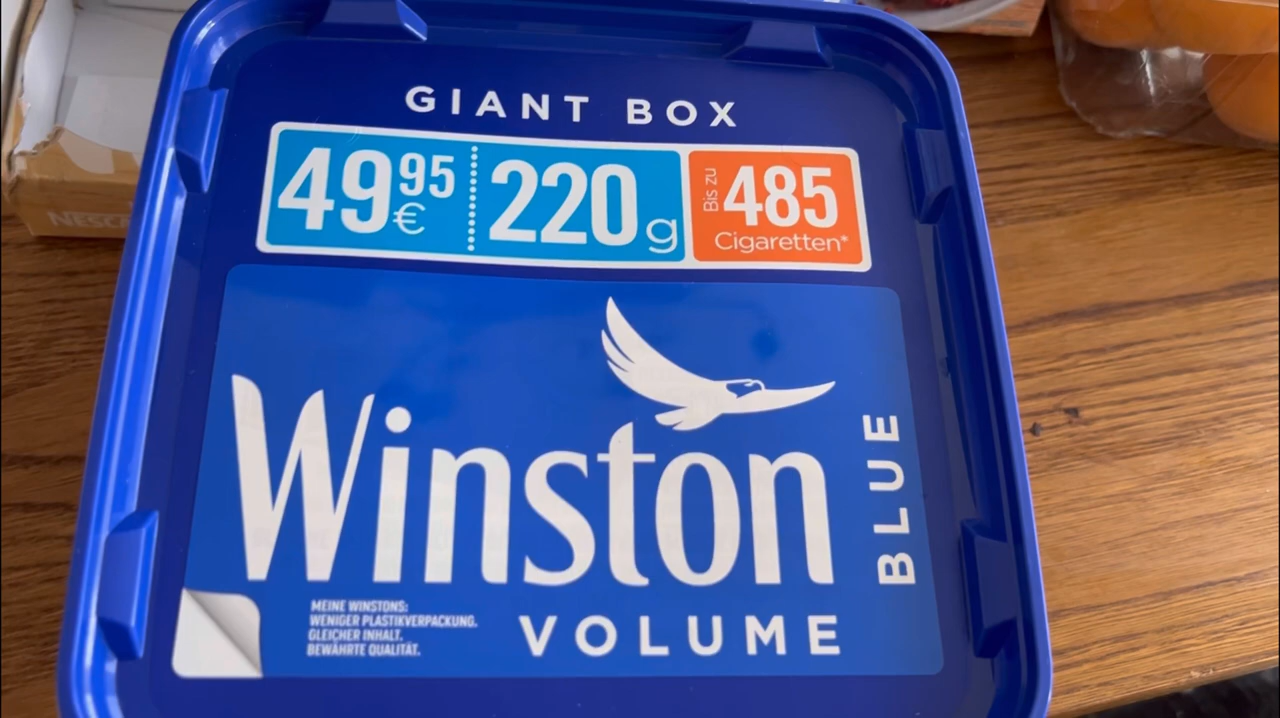 GIANT BOX
49 95 € 220 g Bis zu 485 Cigaretten*
Winston
BLUE
VOLUME
MEINE WINSTONS:
WENIGER PLASTIKVERPACKUNG.
GLEICHER INHALT.
BEWÄHRTE QUALITÄT.